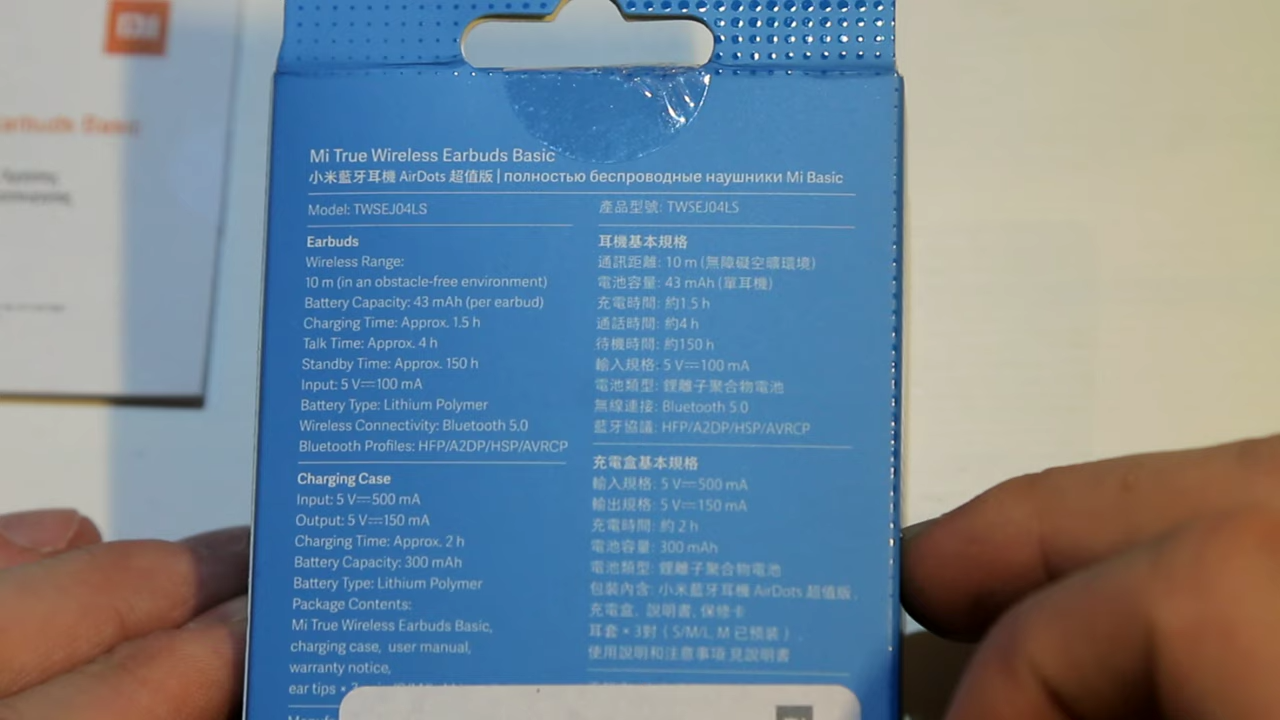 Mi True Wireless Earbuds Basic
小米藍牙耳機 AirDots 超值版 | полностью беспроводные наушники Mi Basic
Model: TWSEJ04LS
Earbuds
Wireless Range:
10 m (in an obstacle-free environment)
Battery Capacity: 43 mAh (per earbud)
Charging Time: Approx. 1.5 h
Talk Time: Approx. 4 h
Standby Time: Approx. 150 h
Input: 5 V⎓100 mA
Battery Type: Lithium Polymer
Wireless Connectivity: Bluetooth 5.0
Bluetooth Profiles: HFP/A2DP/HSP/AVRCP
Charging Case
Input: 5 V⎓500 mA
Output: 5 V⎓150 mA
Charging Time: Approx. 2 h
Battery Capacity: 300 mAh
Battery Type: Lithium Polymer
Package Contents:
Mi True Wireless Earbuds Basic,
charging case, user manual,
warranty notice,
ear tips ×
產品型號: TWSEJ04LS
耳機基本規格
通訊距離: 10 m (無障礙空曠環境)
電池容量: 43 mAh (單耳機)
充電時間: 約1.5 h
通話時間: 約4 h
待機時間: 約150 h
輸入規格: 5 V⎓100 mA
電池類型: 鋰離子聚合物電池
無線連接: Bluetooth 5.0
藍牙協議: HFP/A2DP/HSP/AVRCP
充電盒基本規格
輸入規格: 5 V⎓500 mA
輸出規格: 5 V⎓150 mA
充電時間: 約 2 h
電池容量: 300 mAh
電池類型: 鋰離子聚合物電池
包裝內含: 小米藍牙耳機 AirDots 超值版、
充電盒、說明書、保修卡
耳套 × 3對 ( S/M/L, M 已預裝 ) 、
使用說明和注意事項 見說明書
MI
Earbuds Basic